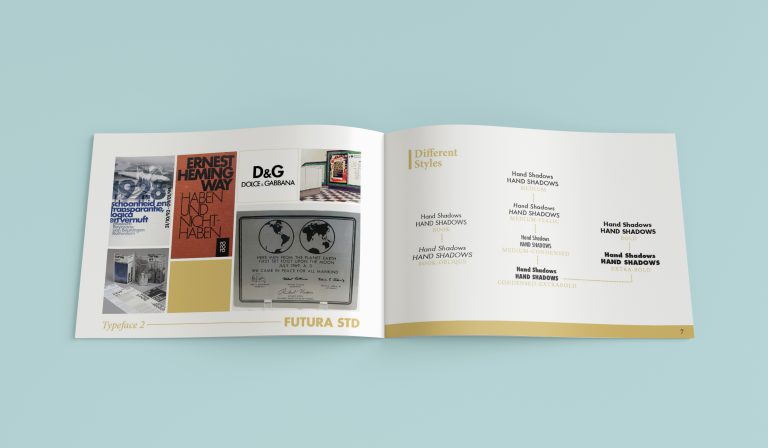 1928
schoonheid en
transparantie,
logica
en vernuft
ERNEST
HEMING
WAY
HABEN
UND
NICHT-
HABEN
D&G
DOLCE & GABBANA
HERE MEN FROM THE PLANET EARTH
FIRST SET FOOT UPON THE MOON
JULY 1969, A. D.
WE CAME IN PEACE FOR ALL MANKIND
Typeface 2
FUTURA STD
Different
Styles
Hand Shadows
HAND SHADOWS
MEDIUM
Hand Shadows
HAND SHADOWS
MEDIUM ITALIC
Hand Shadows
HAND SHADOWS
BOOK
Hand Shadows
HAND SHADOWS
BOLD
Hand Shadows
HAND SHADOWS
MEDIUM CONDENSED
Hand Shadows
HAND SHADOWS
BOOK OBLIQUE
Hand Shadows
HAND SHADOWS
EXTRA BOLD
Hand Shadows
HAND SHADOWS
CONDENSED EXTRABOLD
7